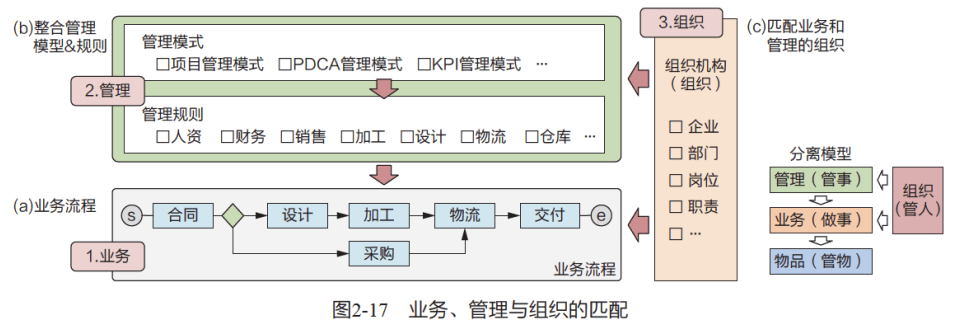 (b)整合管理
模型&规则
管理模式
□项目管理模式 □PDCA管理模式 □KPI管理模式 …
2.管理
管理规则
□人资 □财务 □销售 □加工 □设计 □物流 □仓库 …
(a)业务流程
s
合同
设计
加工
物流
交付
e
采购
1.业务
业务流程
3.组织
组织机构
（组织）
□ 企业
□ 部门
□ 岗位
□ 职责
□ …
(c)匹配业务和
管理的组织
分离模型
管理（管事）
业务（做事）
物品（管物）
组织
（管人）
图2-17 业务、管理与组织的匹配